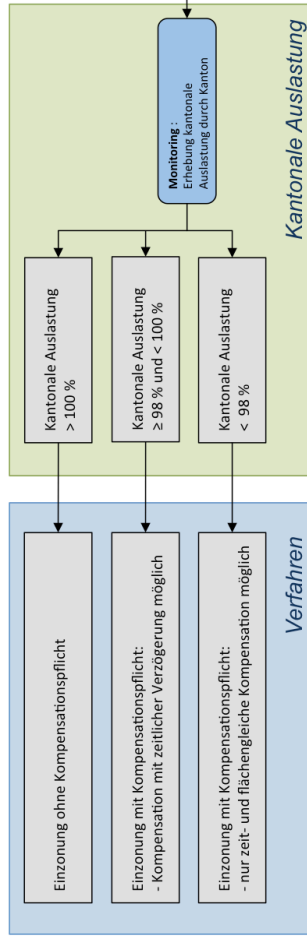 Kantonale Auslastung
Monitoring :
Erhebung kantonale
Auslastung durch Kanton
Kantonale Auslastung
> 100 %
Kantonale Auslastung
≥ 98 % und < 100 %
Kantonale Auslastung
< 98 %
Verfahren
Einzonung ohne Kompensationspflicht
Einzonung mit Kompensationspflicht:
- Kompensation mit zeitlicher Verzögerung möglich
Einzonung mit Kompensationspflicht:
- nur zeit- und flächengleiche Kompensation möglich